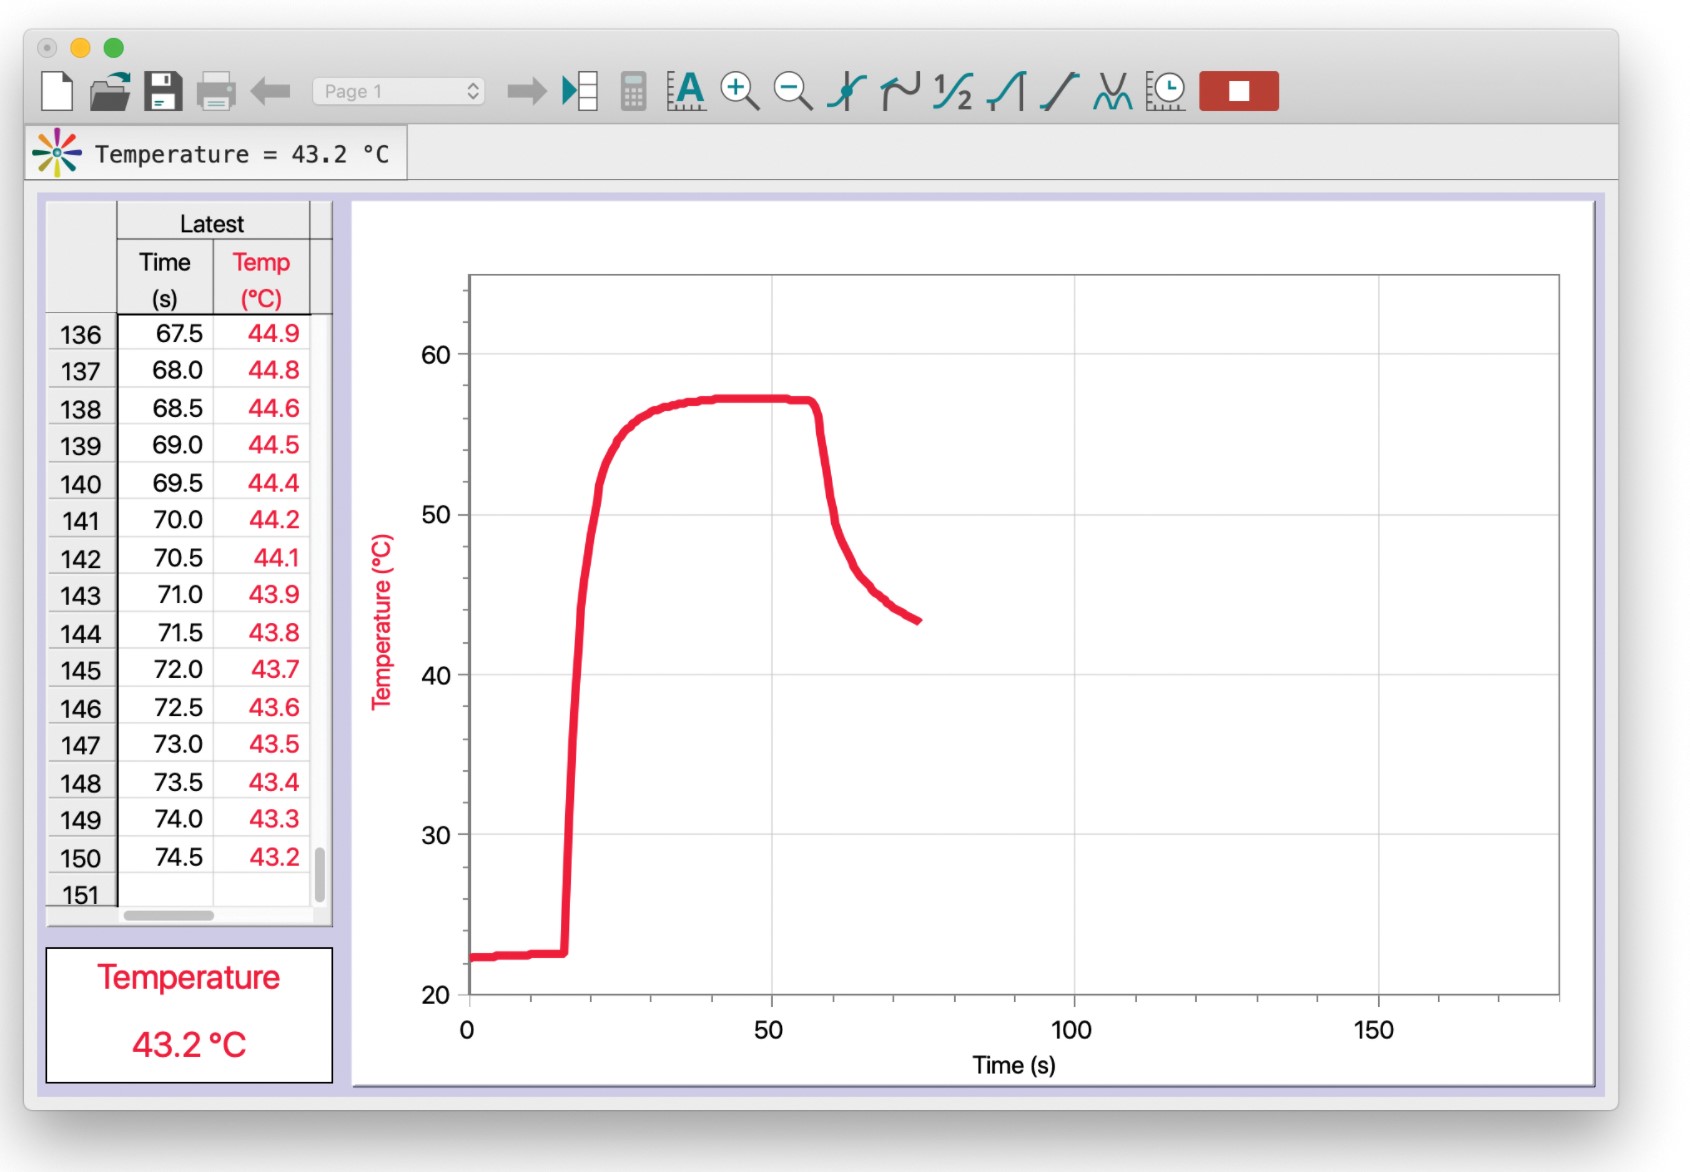 Page 1
A
1/2
Temperature = 43.2 °C
Latest
Time Temp
(s) (°C)
136 67.5 44.9
137 68.0 44.8
138 68.5 44.6
139 69.0 44.5
140 69.5 44.4
141 70.0 44.2
142 70.5 44.1
143 71.0 43.9
144 71.5 43.8
145 72.0 43.7
146 72.5 43.6
147 73.0 43.5
148 73.5 43.4
149 74.0 43.3
150 74.5 43.2
151
Temperature
43.2 °C
Temperature (°C)
60
50
40
30
20
0 50 100 150
Time (s)